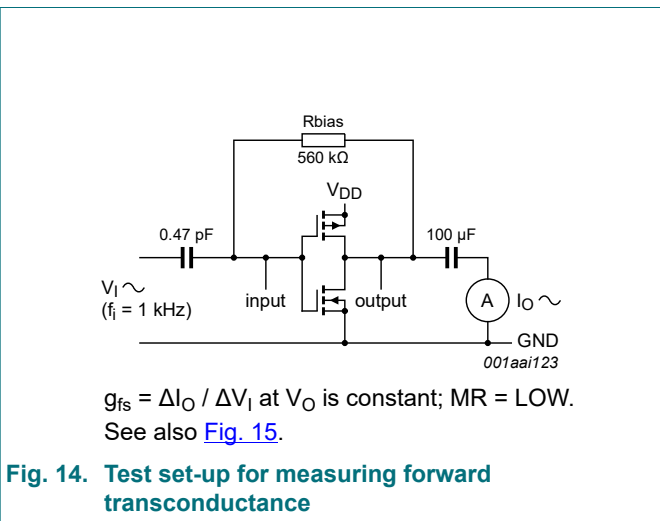 Rbias
560 kΩ
VDD
0.47 pF
100 µF
VI ~
(fi = 1 kHz)
input
output
A
IO ~
GND
001aai123
gfs = ΔIO / ΔVI at VO is constant; MR = LOW.
See also Fig. 15.
Fig. 14. Test set-up for measuring forward
transconductance